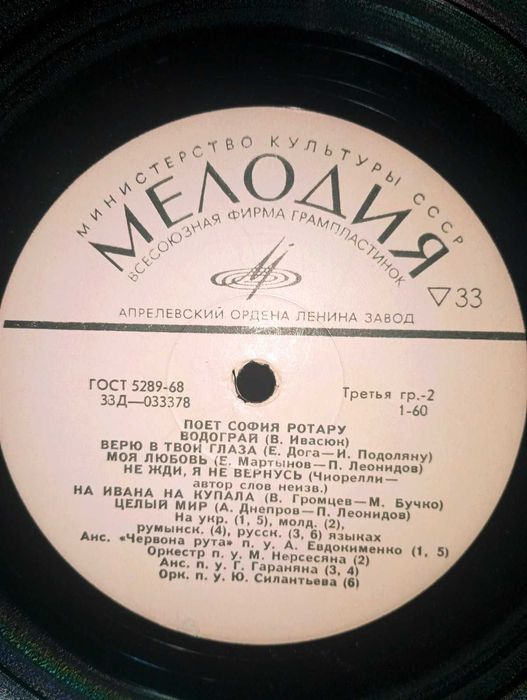 МИНИСТЕРСТВО КУЛЬТУРЫ СССР
МЕЛОДИЯ
ВСЕСОЮЗНАЯ ФИРМА ГРАМПЛАСТИНОК
▽33
АПРЕЛЕВСКИЙ ОРДЕНА ЛЕНИНА ЗАВОД
ГОСТ 5289-68
33Д—033378
Третья гр.-2
1-60
ПОЕТ СОФИЯ РОТАРУ
ВОДОГРАЙ (В. Ивасюк)
ВЕРЮ В ТВОИ ГЛАЗА (Е. Дога—И. Подоляну)
МОЯ ЛЮБОВЬ (Е. Мартынов—П. Леонидов)
НЕ ЖДИ, Я НЕ ВЕРНУСЬ (Чиорелли—
автор слов неизв.)
НА ИВАНА НА КУПАЛА (В. Громцев—М. Бучко)
ЦЕЛЫЙ МИР (А. Днепров—П. Леонидов)
На укр. (1, 5), молд. (2),
румынск. (4), русск. (3, 6) языках
Анс. «Червона рута» п. у. А. Евдокименко (1, 5)
Оркестр п. у. М. Нерсесяна (2)
Анс. п. у. Г. Гараняна (3, 4)
Орк. п. у. Ю. Силантьева (6)